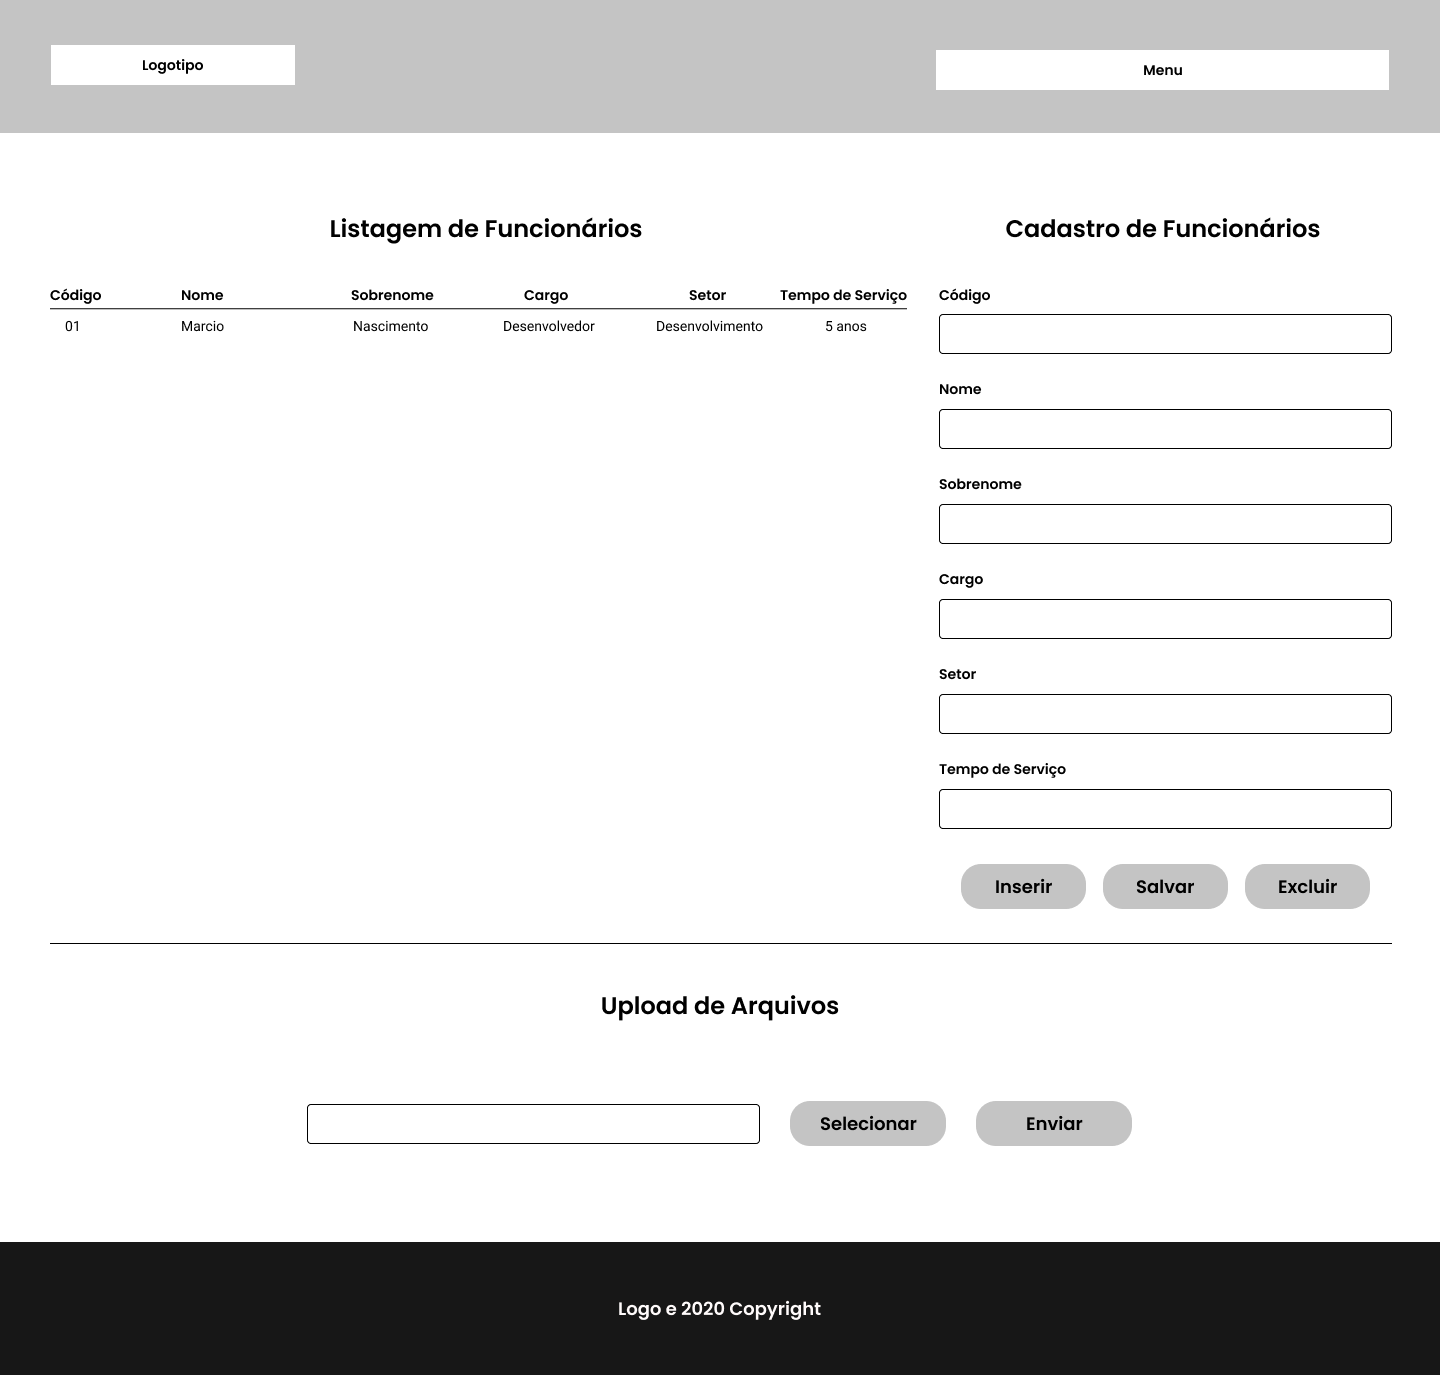 Logotipo
Menu
Listagem de Funcionários
Código Nome Sobrenome Cargo Setor Tempo de Serviço
01 Marcio Nascimento Desenvolvedor Desenvolvimento 5 anos
Cadastro de Funcionários
Código
Nome
Sobrenome
Cargo
Setor
Tempo de Serviço
Inserir Salvar Excluir
Upload de Arquivos
Selecionar Enviar
Logo e 2020 Copyright